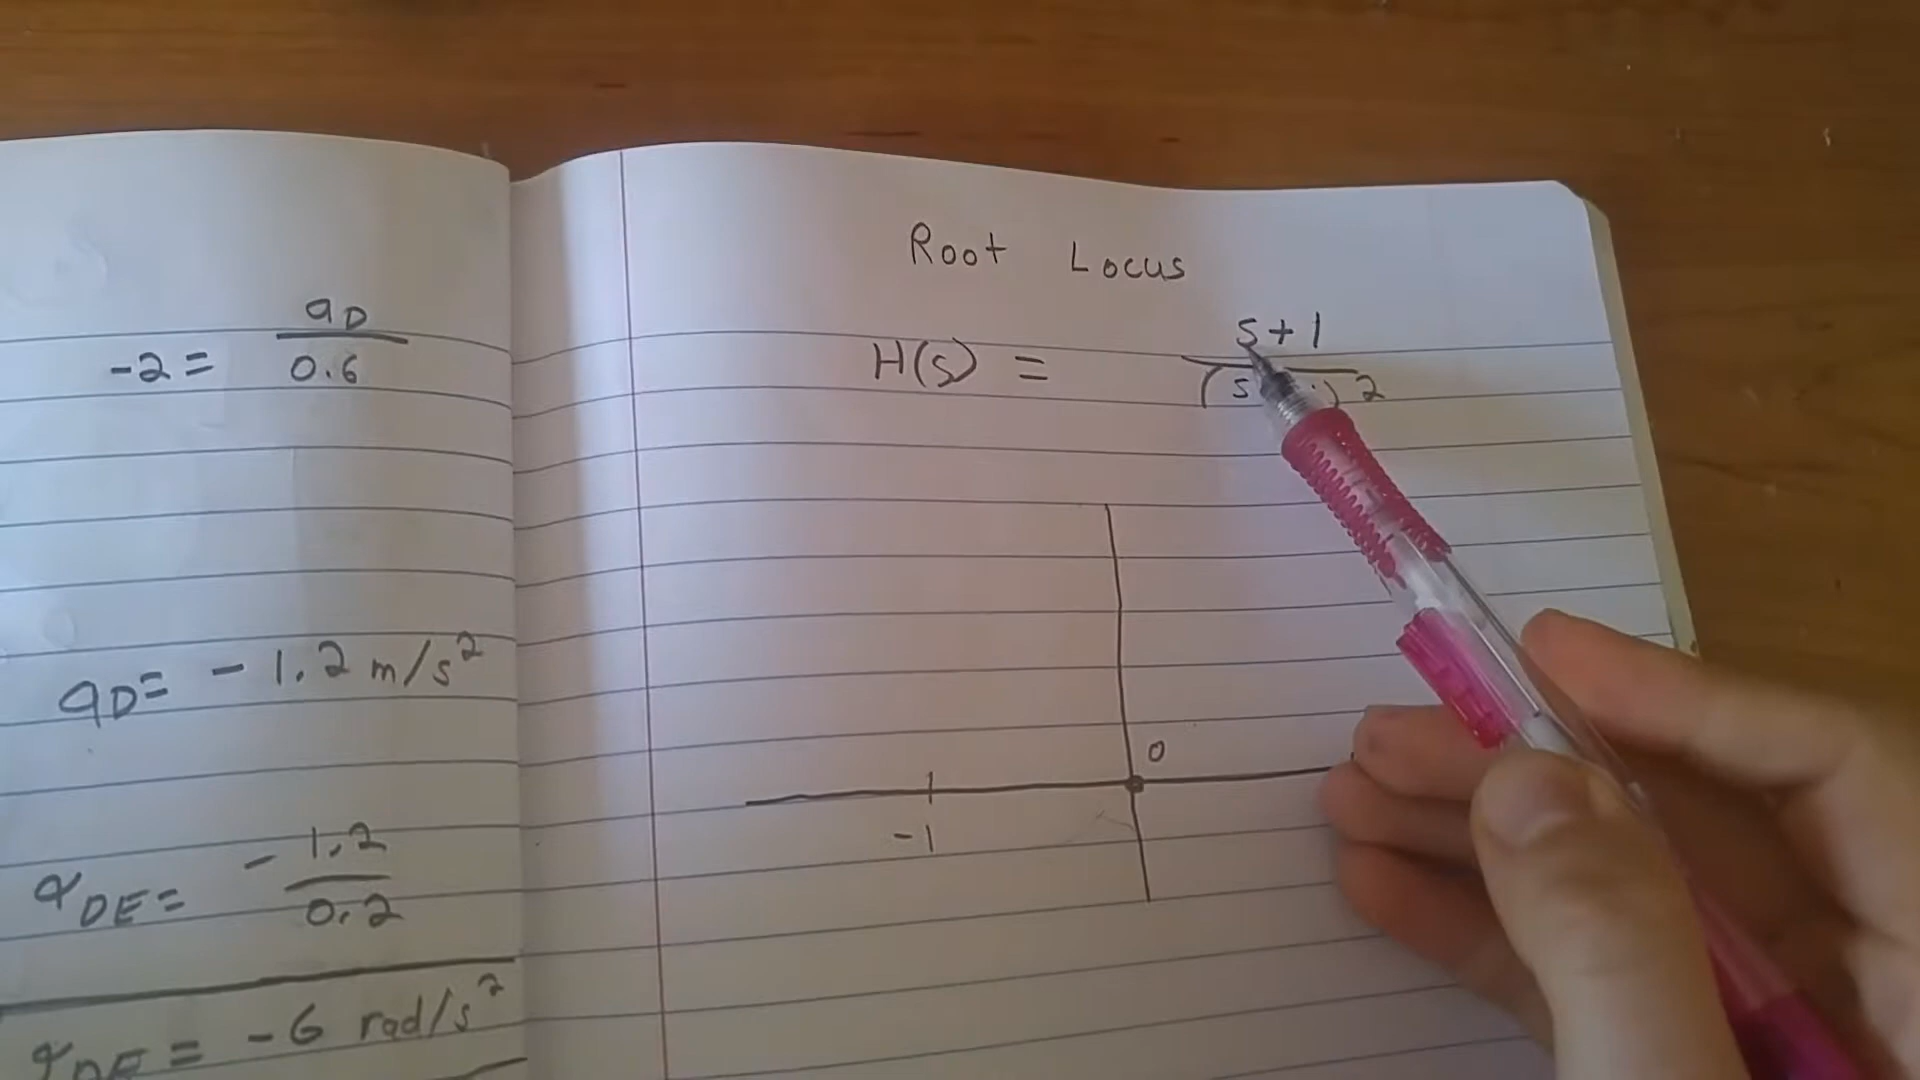 -2 = aD
0.6
aD = -1.2 m/s²
αDE = - 1.2
0.2
αDE = -6 rad/s²
Root Locus
H(s) = s+1
(s )2
0
-1